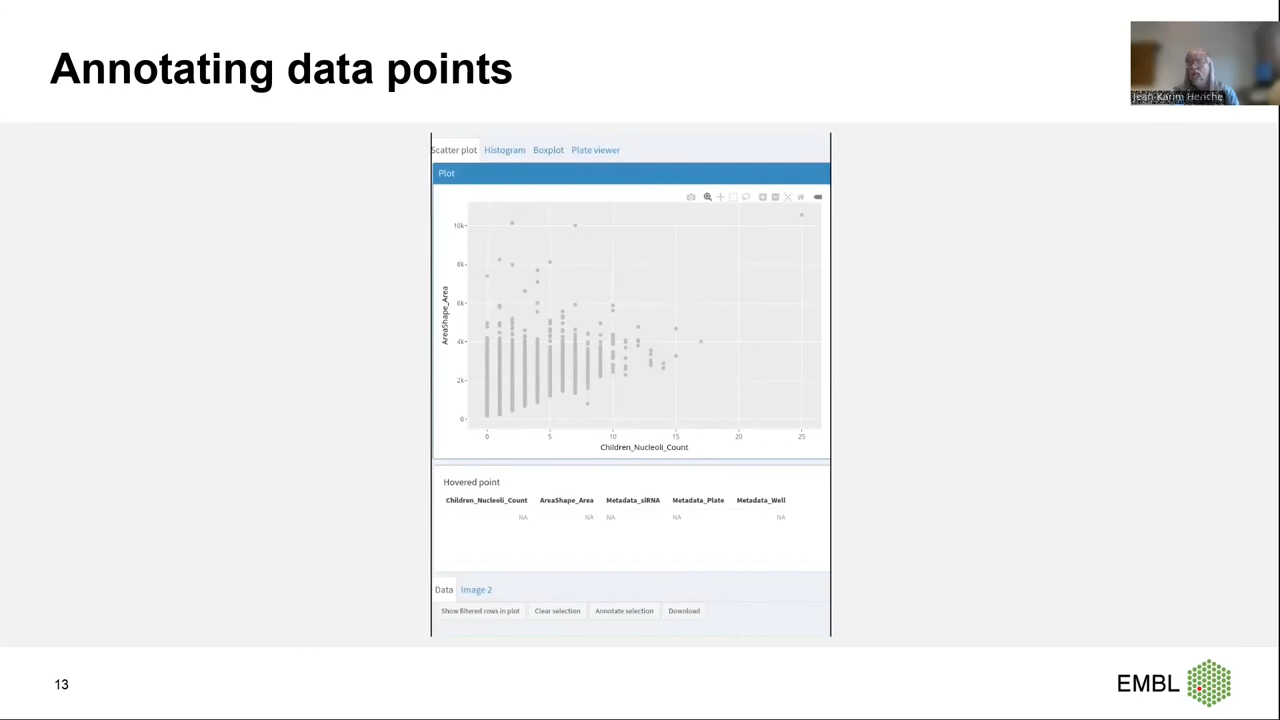 Annotating data points
Jean-Karim Heriche
Scatter plot Histogram Boxplot Plate viewer
Plot
AreaShape_Area
10k
8k
6k
4k
2k
0
0 5 10 15 20 25
Children_Nucleoli_Count
Hovered point
Children_Nucleoli_Count AreaShape_Area Metadata_siRNA Metadata_Plate Metadata_Well
NA NA NA NA NA
Data Image 2
Show filtered rows in plot Clear selection Annotate selection Download
13
EMBL